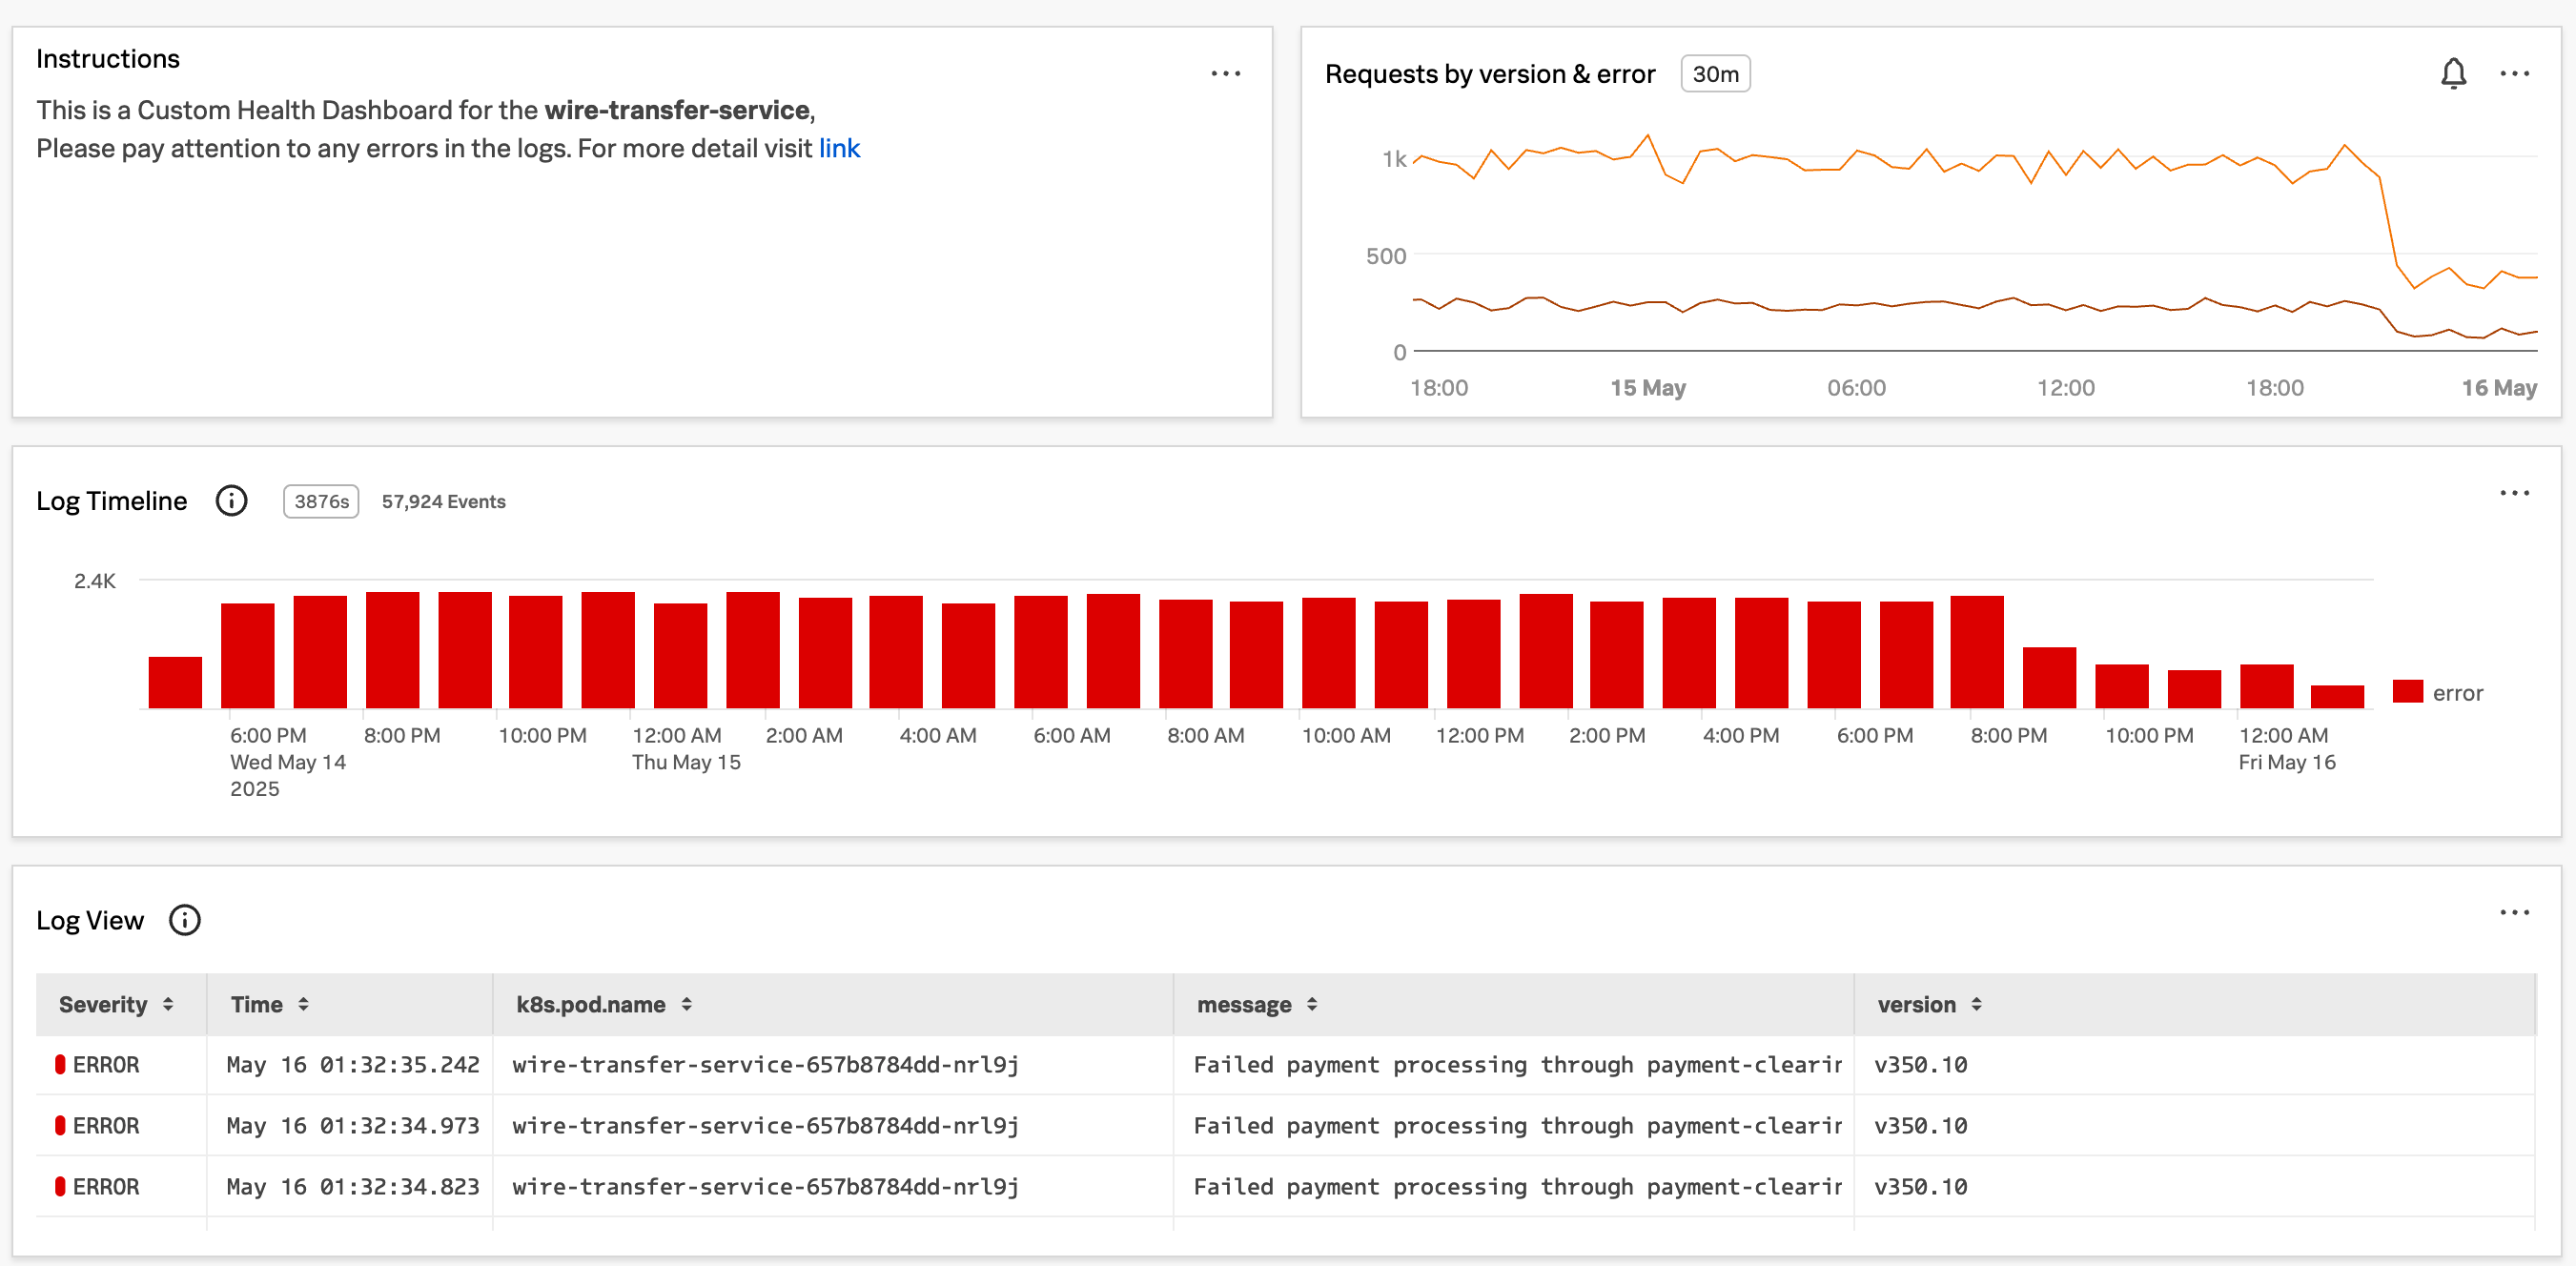 Instructions
This is a Custom Health Dashboard for the wire-transfer-service,
Please pay attention to any errors in the logs. For more detail visit link
Requests by version & error 30m
1k
500
0
18:00 15 May 06:00 12:00 18:00 16 May
Log Timeline 3876s 57,924 Events
2.4K
error
6:00 PM 8:00 PM 10:00 PM 12:00 AM 2:00 AM 4:00 AM 6:00 AM 8:00 AM 10:00 AM 12:00 PM 2:00 PM 4:00 PM 6:00 PM 8:00 PM 10:00 PM 12:00 AM
Wed May 14 Thu May 15 Fri May 16
2025
Log View
Severity Time k8s.pod.name message version
ERROR May 16 01:32:35.242 wire-transfer-service-657b8784dd-nrl9j Failed payment processing through payment-clearin v350.10
ERROR May 16 01:32:34.973 wire-transfer-service-657b8784dd-nrl9j Failed payment processing through payment-clearin v350.10
ERROR May 16 01:32:34.823 wire-transfer-service-657b8784dd-nrl9j Failed payment processing through payment-clearin v350.10